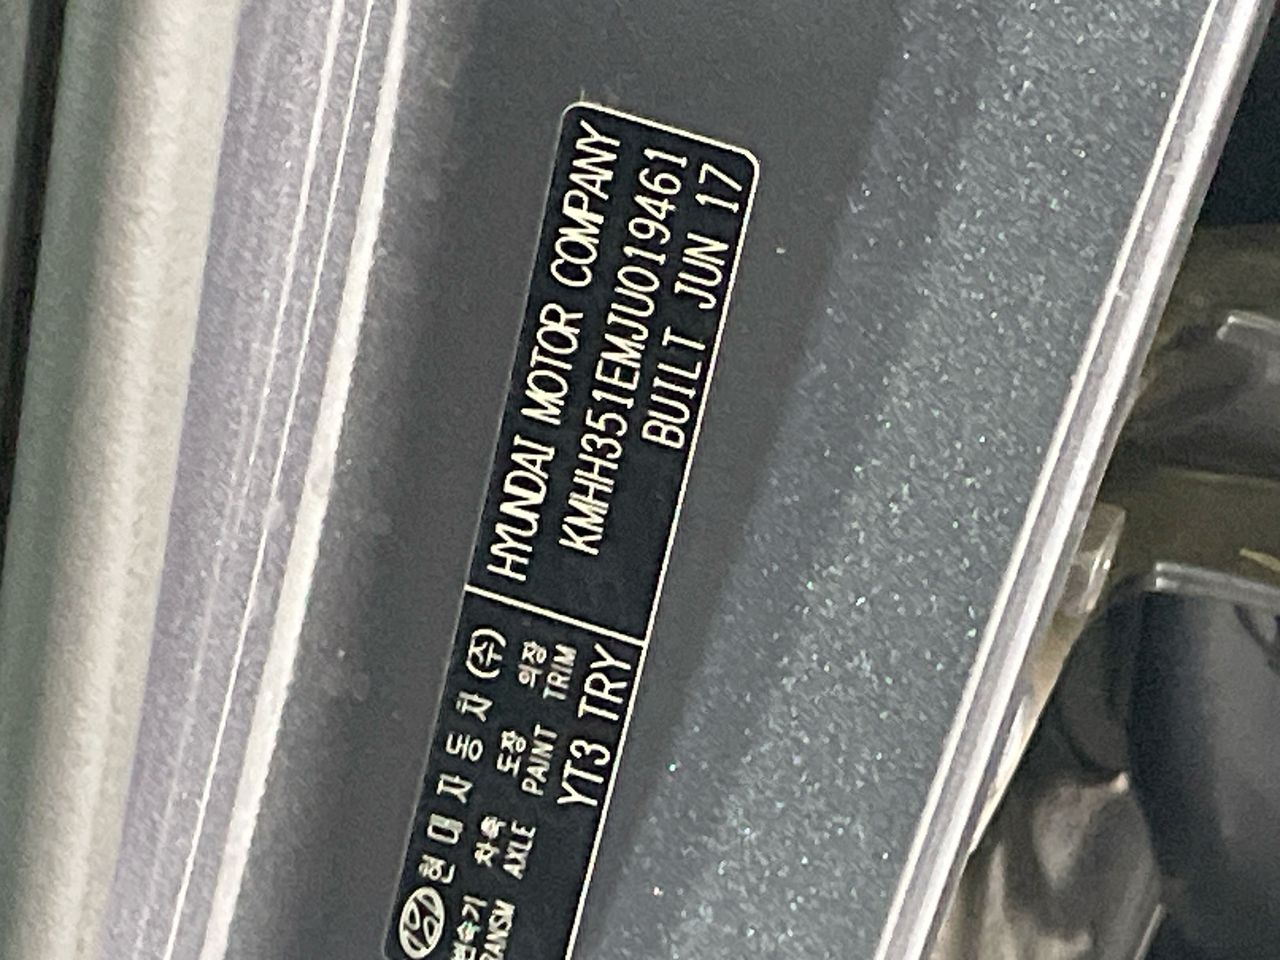 현대자동차(주)
변속기 차축 도장 의장
TRANSM AXLE PAINT TRIM
YT3 TRY
HYUNDAI MOTOR COMPANY
KMHH351EMJU019461
BUILT JUN 17